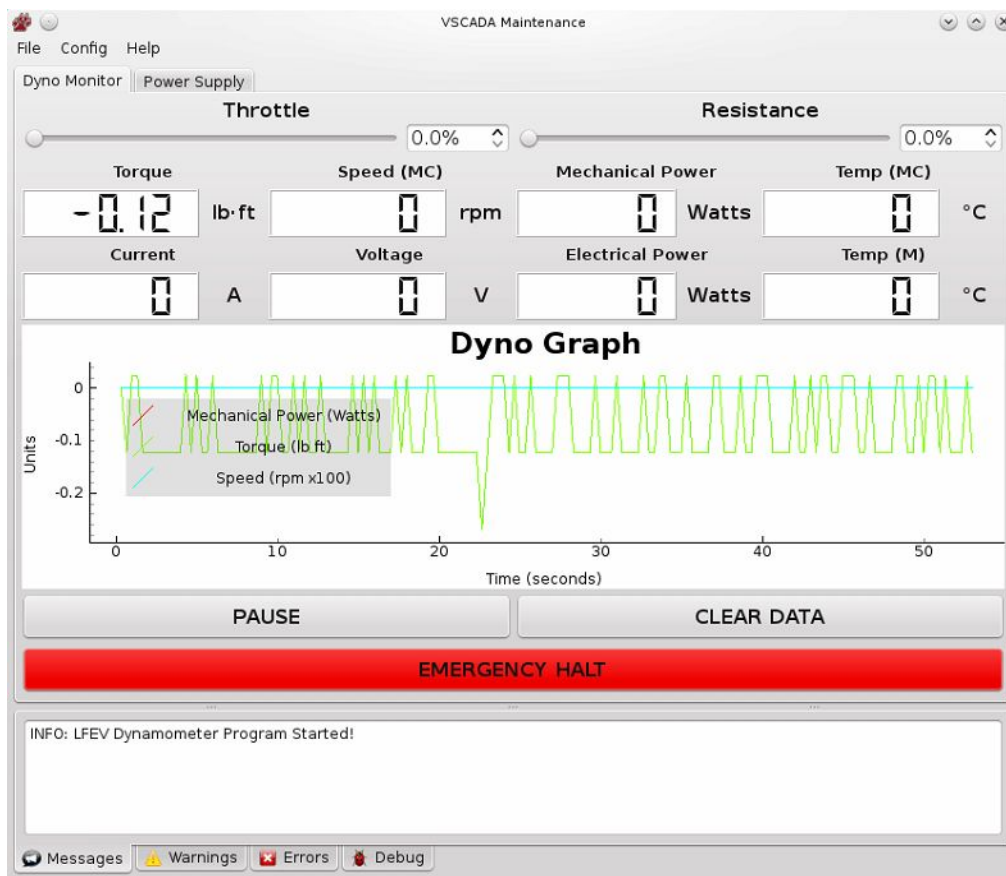 VSCADA Maintenance
File Config Help
Dyno Monitor Power Supply
Throttle Resistance
0.0% 0.0%
Torque Speed (MC) Mechanical Power Temp (MC)
-0.12 lb·ft 0 rpm 0 Watts 0 °C
Current Voltage Electrical Power Temp (M)
0 A 0 V 0 Watts 0 °C
Dyno Graph
0
-0.1
-0.2
Units
Mechanical Power (Watts)
Torque (lb ft)
Speed (rpm x100)
0 10 20 30 40 50
Time (seconds)
PAUSE CLEAR DATA
EMERGENCY HALT
INFO: LFEV Dynamometer Program Started!
Messages Warnings Errors Debug